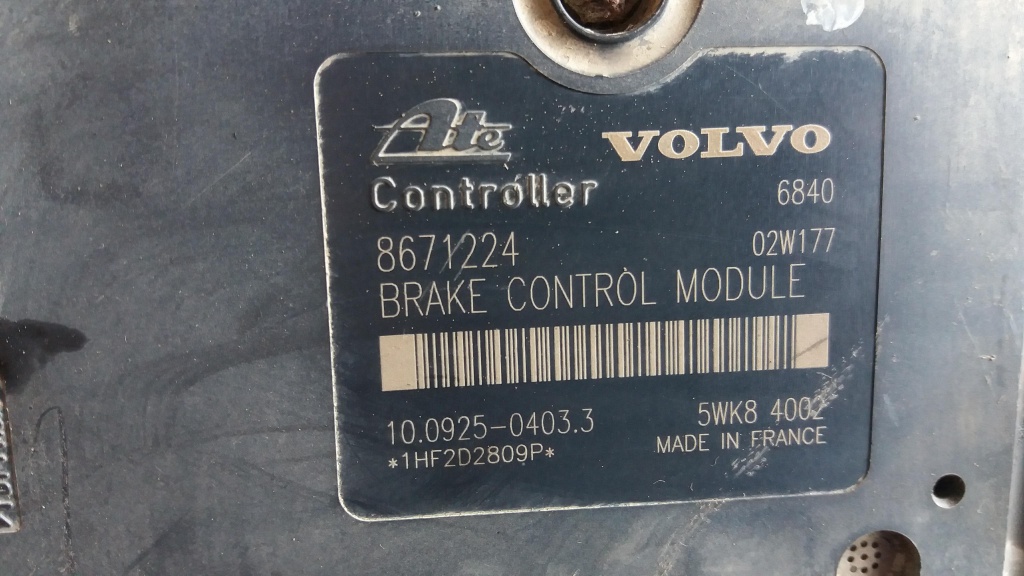 Ate VOLVO
Controller 6840
8671224 02W177
BRAKE CONTROL MODULE
10.0925-0403.3 5WK8 4002
*1HF2D2809P* MADE IN FRANCE